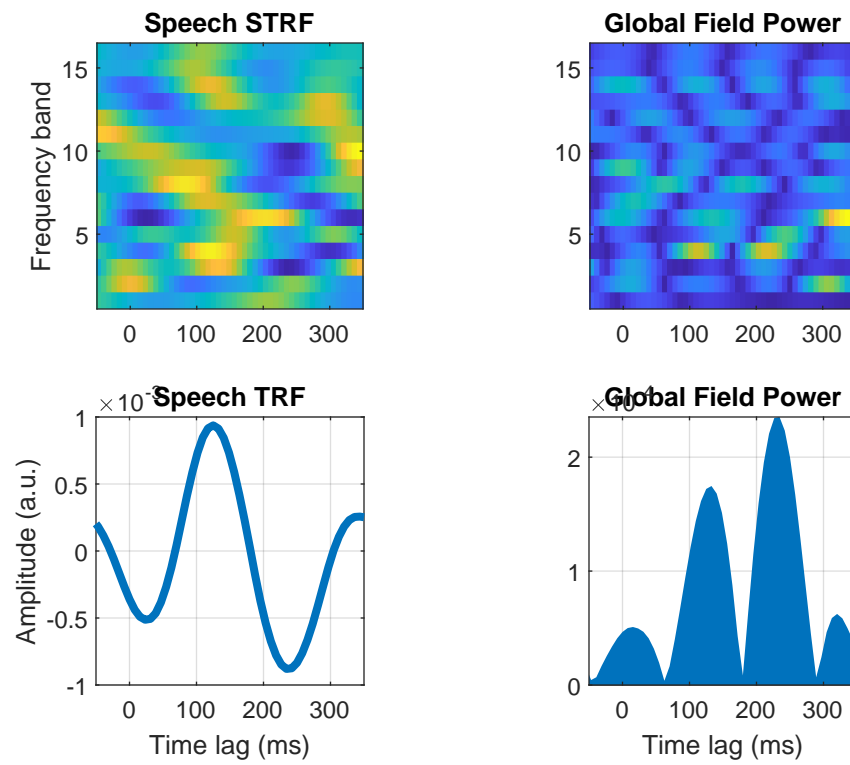 Speech STRF
Global Field Power
Frequency band
15
10
5
0 100 200 300
15
10
5
0 100 200 300
Speech TRF
Global Field Power
×10-3
Amplitude (a.u.)
1
0.5
0
-0.5
-1
0 100 200 300
Time lag (ms)
2
1
0
0 100 200 300
Time lag (ms)